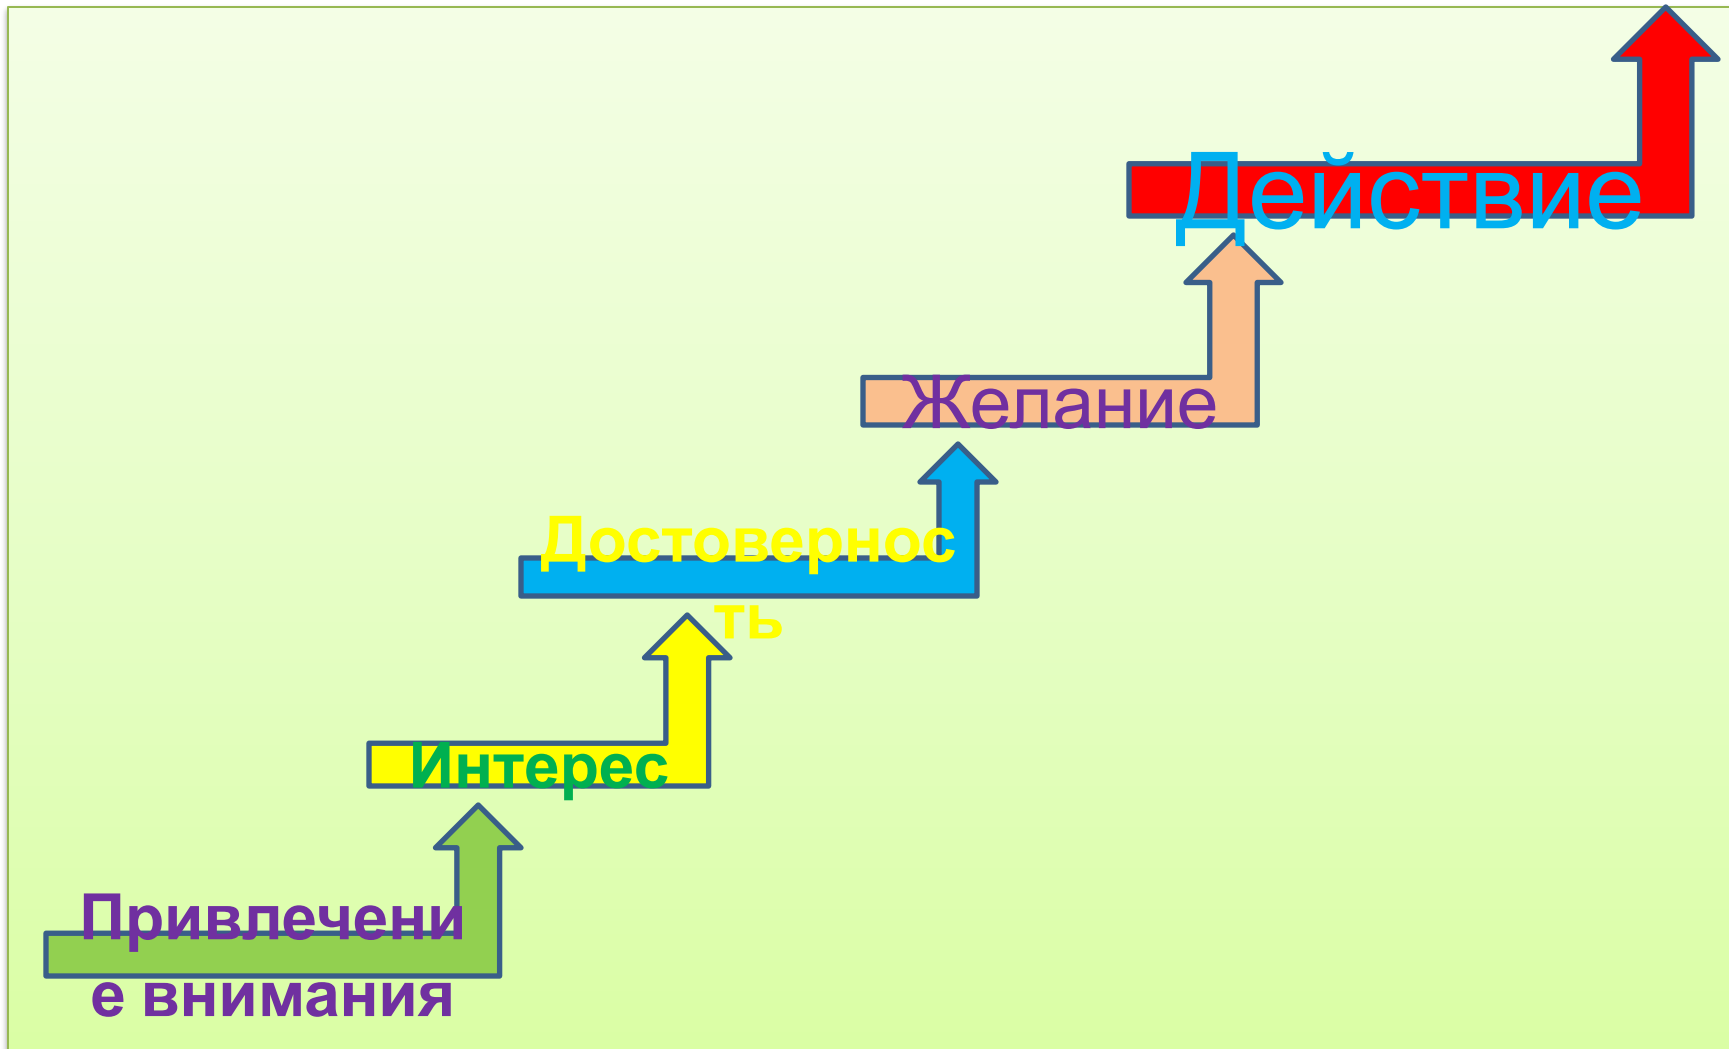 Действие
Желание
Достовернос
ть
Интерес
Привлечени
е внимания